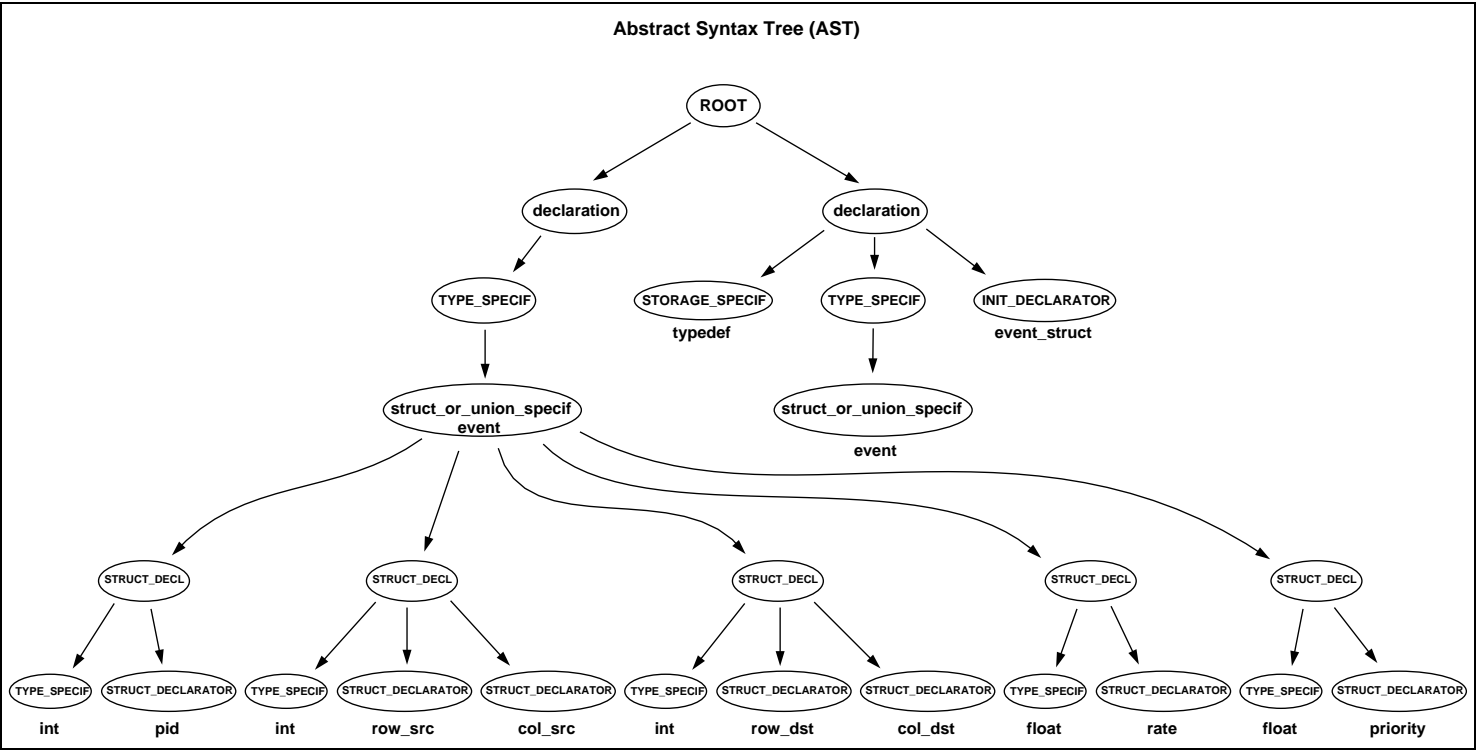 Abstract Syntax Tree (AST)
ROOT
declaration
declaration
TYPE_SPECIF
STORAGE_SPECIF
TYPE_SPECIF
INIT_DECLARATOR
typedef
event_struct
struct_or_union_specif
event
struct_or_union_specif
event
STRUCT_DECL
STRUCT_DECL
STRUCT_DECL
STRUCT_DECL
STRUCT_DECL
TYPE_SPECIF
STRUCT_DECLARATOR
TYPE_SPECIF
STRUCT_DECLARATOR
STRUCT_DECLARATOR
TYPE_SPECIF
STRUCT_DECLARATOR
STRUCT_DECLARATOR
TYPE_SPECIF
STRUCT_DECLARATOR
TYPE_SPECIF
STRUCT_DECLARATOR
int
pid
int
row_src
col_src
int
row_dst
col_dst
float
rate
float
priority